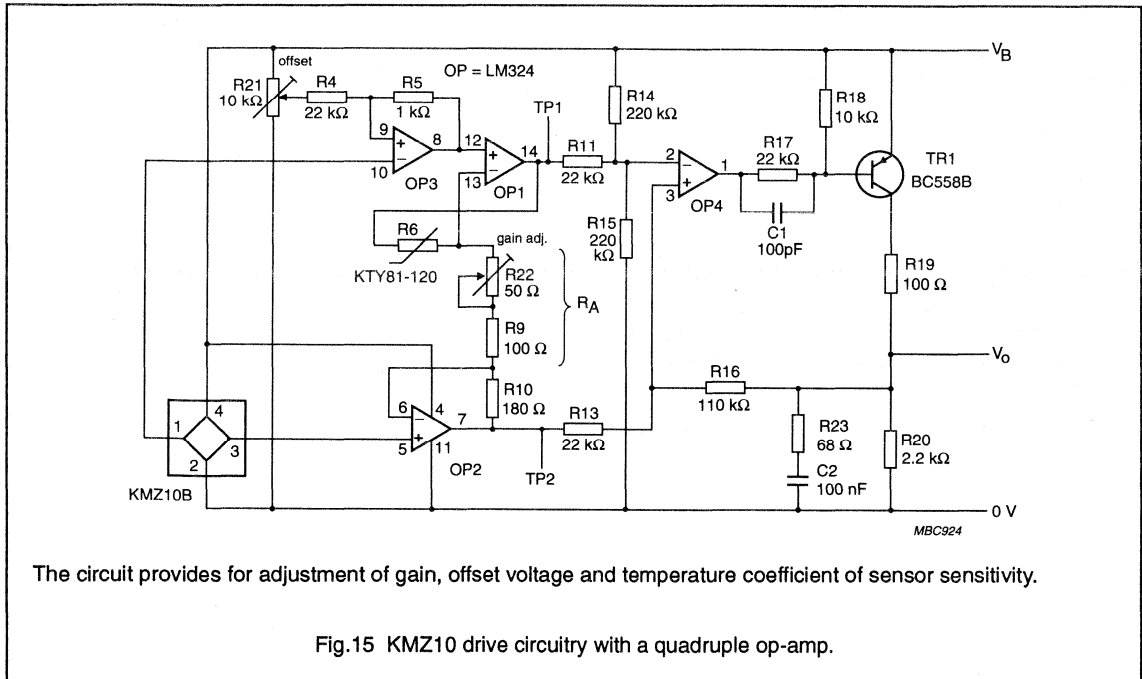 V_B
offset
OP = LM324
R21
10 kΩ
R4
22 kΩ
R5
1 kΩ
9
+
−
10
8
OP3
12
+
−
13
14
OP1
TP1
R11
22 kΩ
R14
220 kΩ
2
−
+
3
1
OP4
R15
220
kΩ
R17
22 kΩ
C1
100pF
R18
10 kΩ
TR1
BC558B
R6
KTY81-120
gain adj.
R22
50 Ω
R_A
R9
100 Ω
R19
100 Ω
V_o
R10
180 Ω
R16
110 kΩ
6
−
+
5
4
7
11
OP2
R13
22 kΩ
TP2
R23
68 Ω
C2
100 nF
R20
2.2 kΩ
1
4
3
2
KMZ10B
0 V
MBC924
The circuit provides for adjustment of gain, offset voltage and temperature coefficient of sensor sensitivity.
Fig.15 KMZ10 drive circuitry with a quadruple op-amp.